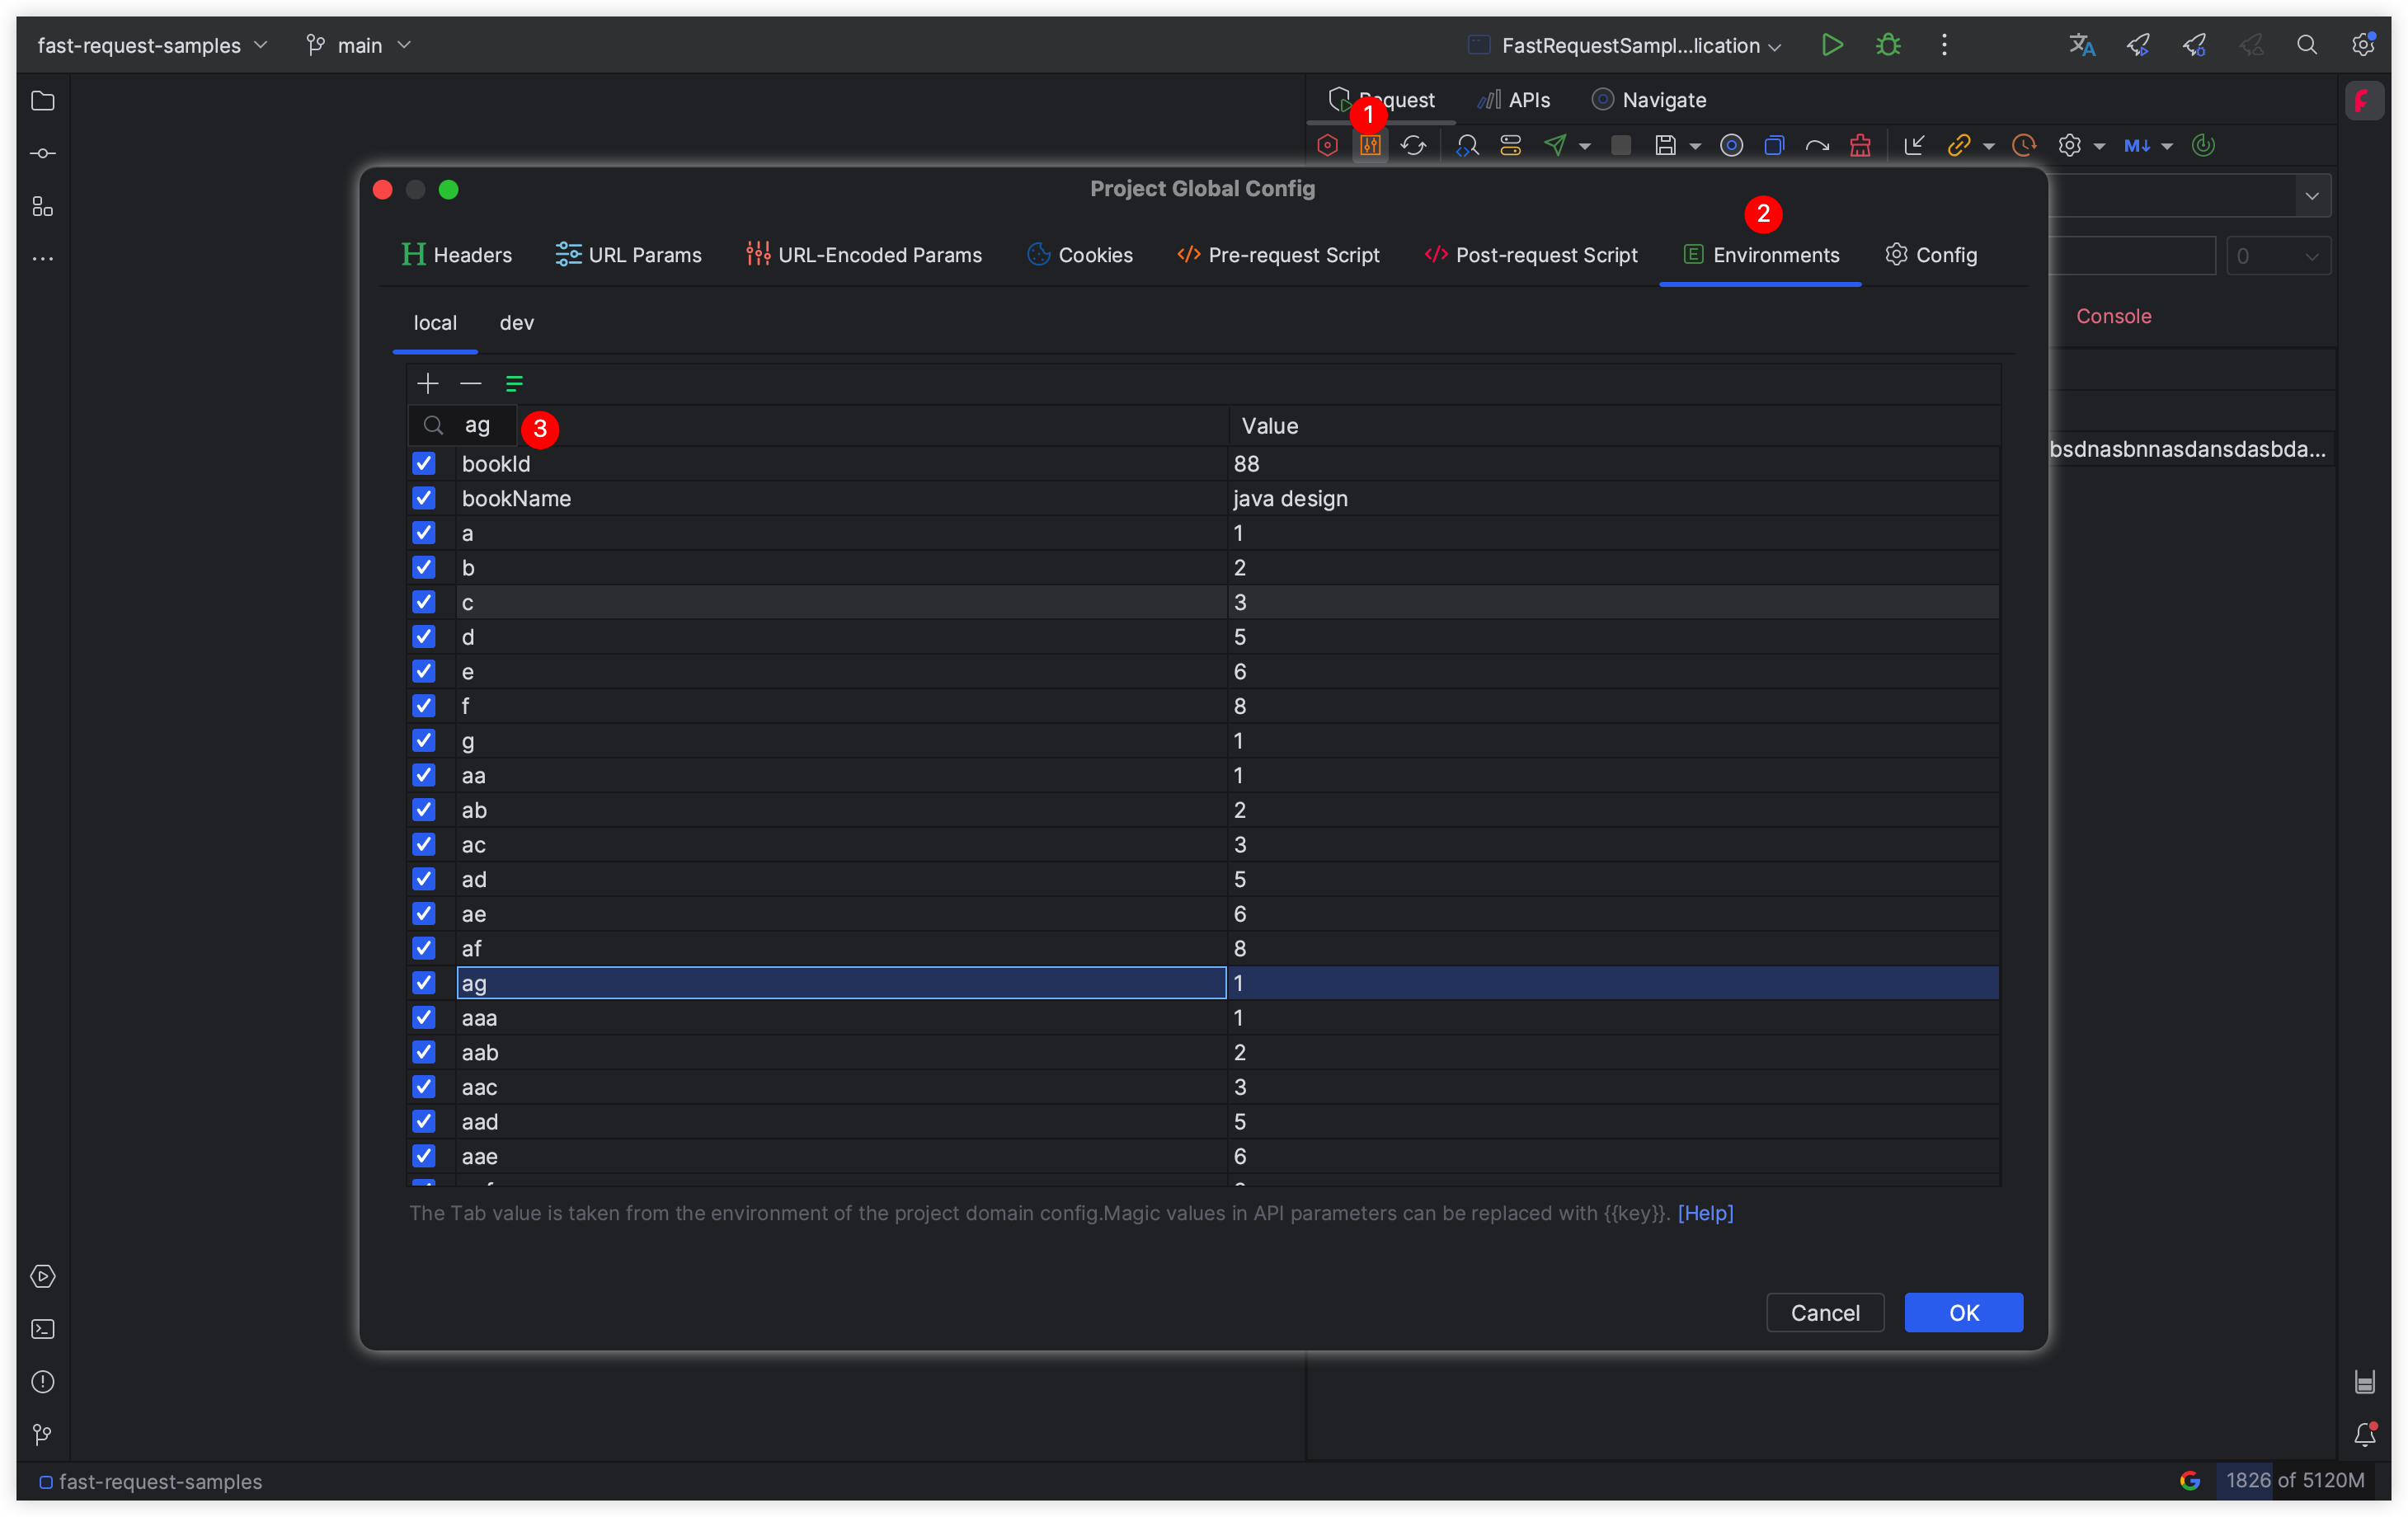 fast-request-samples main FastRequestSampl...lication
Request APIs Navigate
1
M↓
Project Global Config
2
Headers URL Params URL-Encoded Params Cookies Pre-request Script Post-request Script Environments Config
0
Console
local dev
ag 3 Value
bsdnasbnnasdansdasbda...
bookId 88
bookName java design
a 1
b 2
c 3
d 5
e 6
f 8
g 1
aa 1
ab 2
ac 3
ad 5
ae 6
af 8
ag 1
aaa 1
aab 2
aac 3
aad 5
aae 6
The Tab value is taken from the environment of the project domain config.Magic values in API parameters can be replaced with {{key}}. [Help]
Cancel OK
fast-request-samples 1826 of 5120M